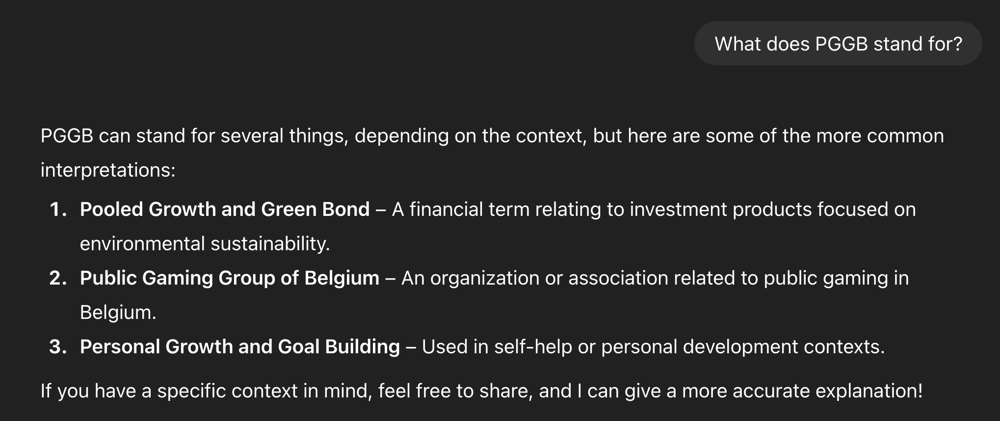 What does PGGB stand for?
PGGB can stand for several things, depending on the context, but here are some of the more common
interpretations:
1. Pooled Growth and Green Bond – A financial term relating to investment products focused on
environmental sustainability.
2. Public Gaming Group of Belgium – An organization or association related to public gaming in
Belgium.
3. Personal Growth and Goal Building – Used in self-help or personal development contexts.
If you have a specific context in mind, feel free to share, and I can give a more accurate explanation!